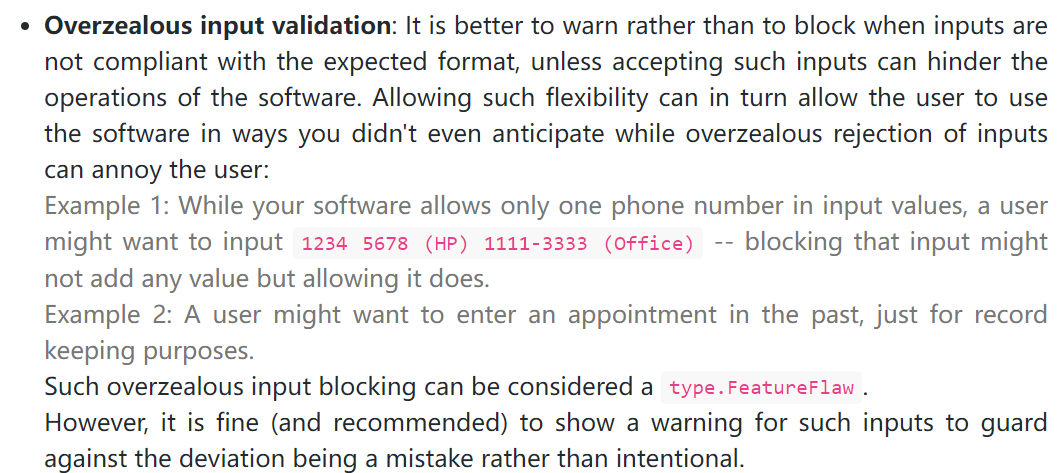 • Overzealous input validation: It is better to warn rather than to block when inputs are
not compliant with the expected format, unless accepting such inputs can hinder the
operations of the software. Allowing such flexibility can in turn allow the user to use
the software in ways you didn't even anticipate while overzealous rejection of inputs
can annoy the user:
Example 1: While your software allows only one phone number in input values, a user
might want to input 1234 5678 (HP) 1111-3333 (Office) -- blocking that input might
not add any value but allowing it does.
Example 2: A user might want to enter an appointment in the past, just for record
keeping purposes.
Such overzealous input blocking can be considered a type.FeatureFlaw.
However, it is fine (and recommended) to show a warning for such inputs to guard
against the deviation being a mistake rather than intentional.